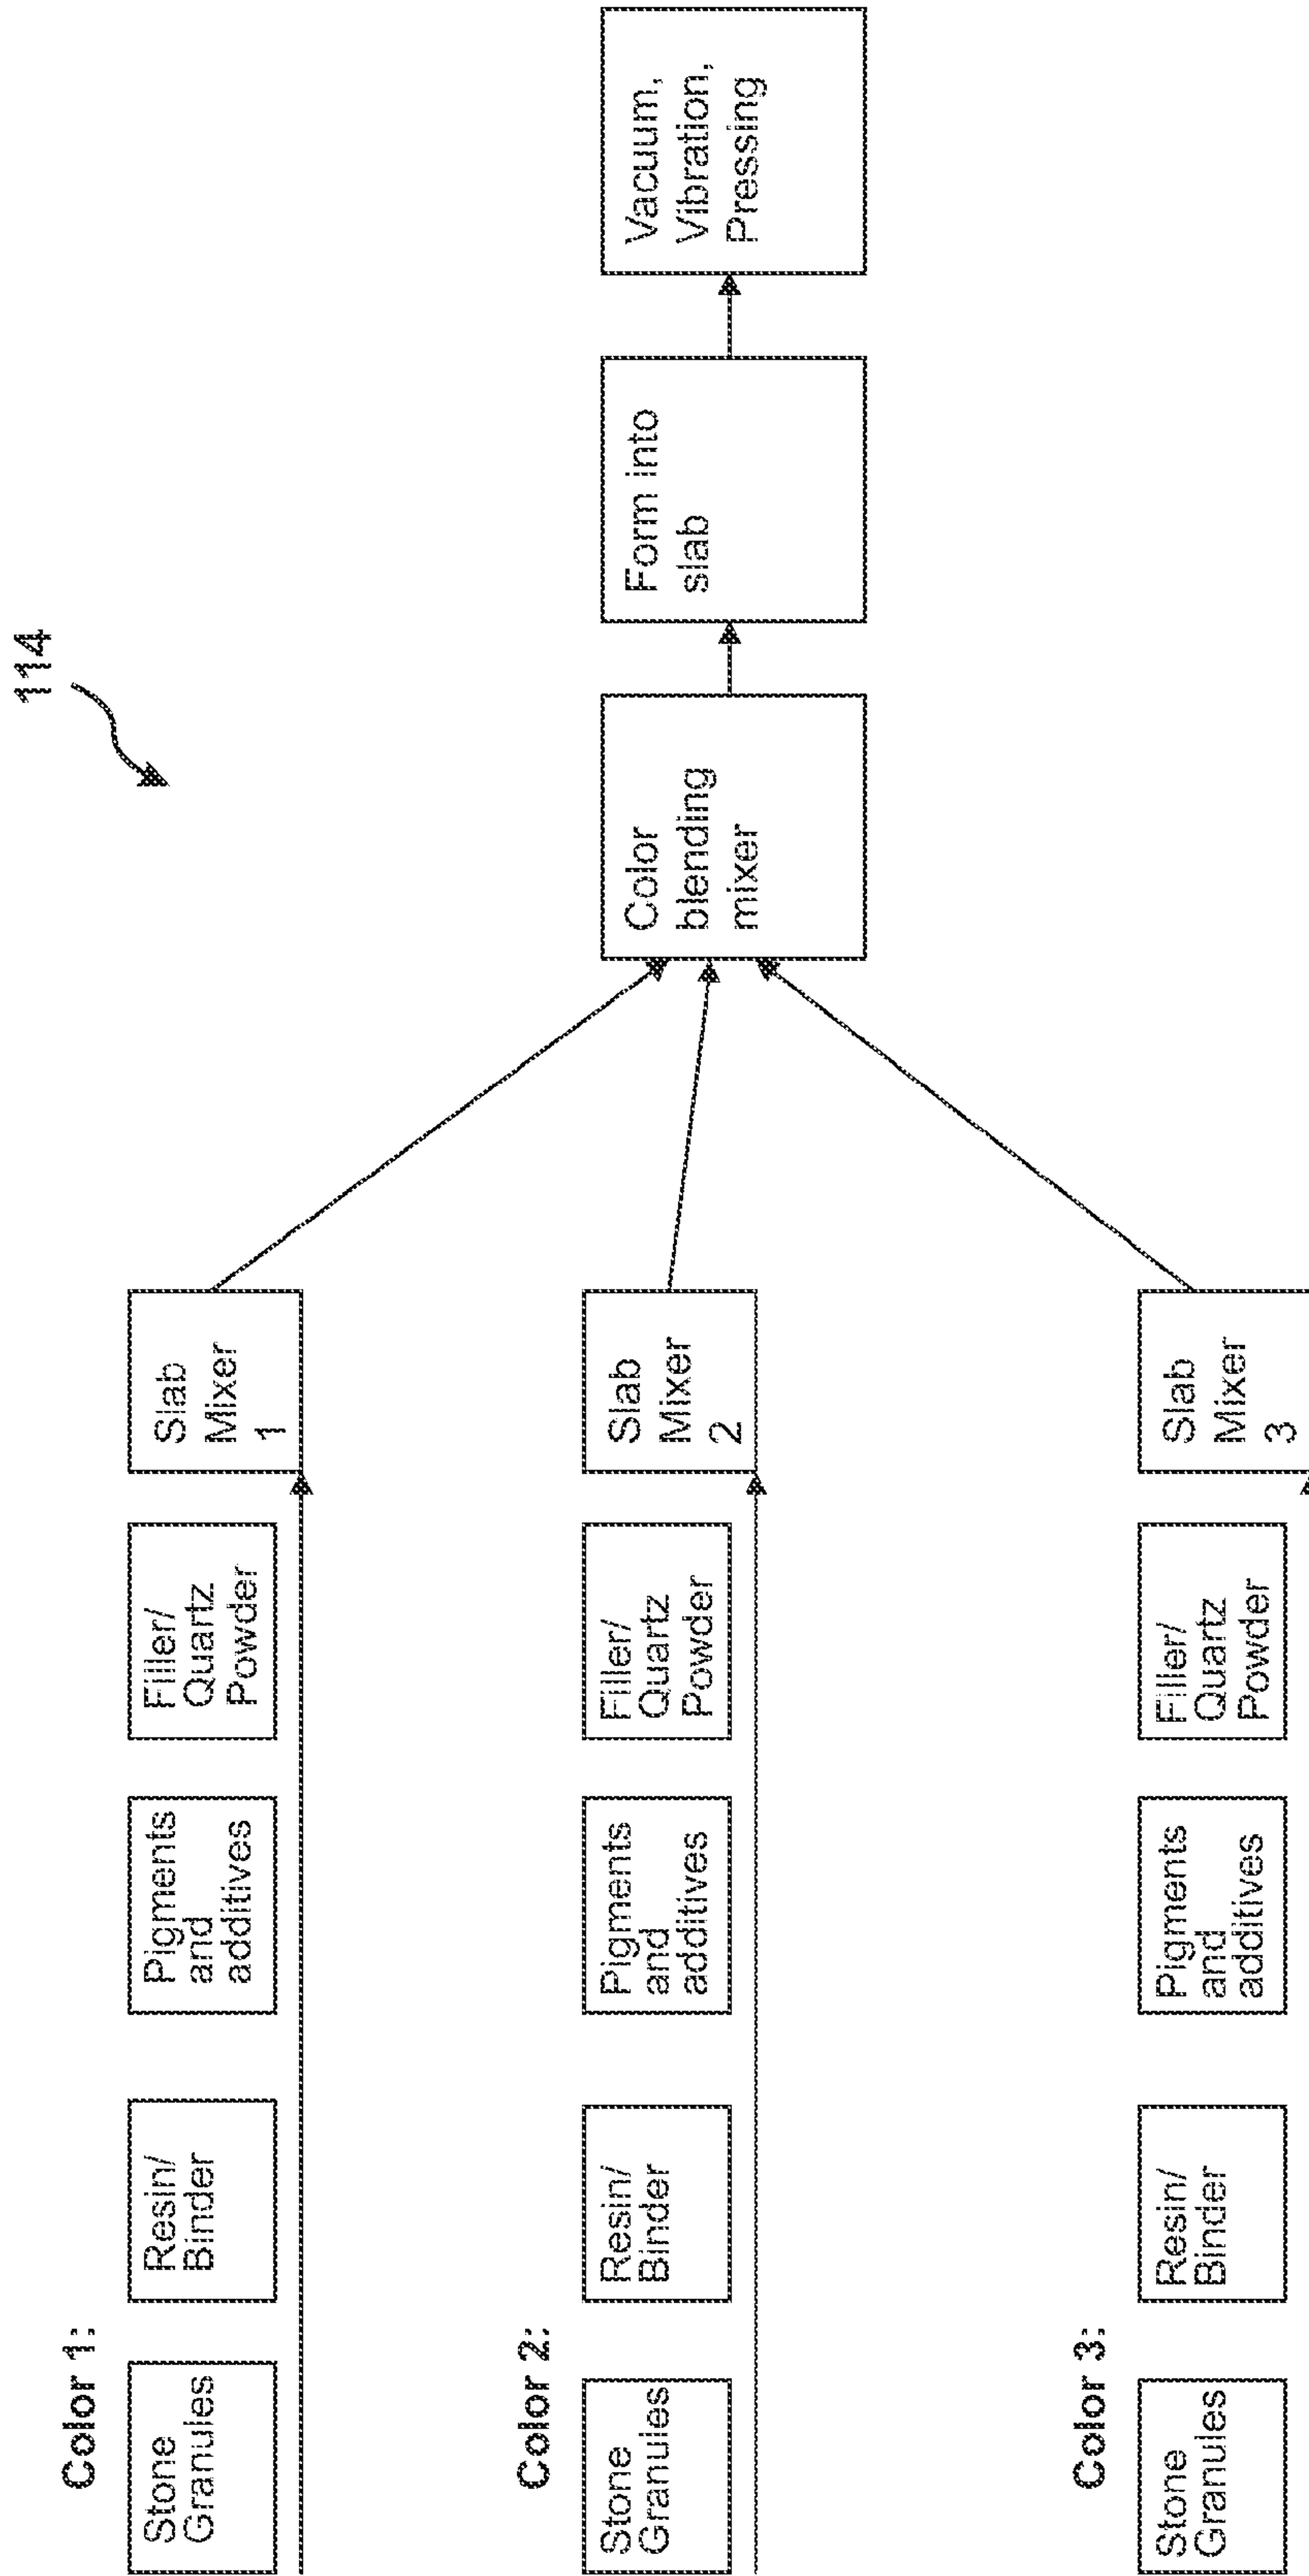 114
Color 1:
Stone
Granules
Resin/
Binder
Pigments
and
additives
Filler/
Quartz
Powder
Slab
Mixer
1
Color 2:
Stone
Granules
Resin/
Binder
Pigments
and
additives
Filler/
Quartz
Powder
Slab
Mixer
2
Color 3:
Stone
Granules
Resin/
Binder
Pigments
and
additives
Filler/
Quartz
Powder
Slab
Mixer
3
Color
blending
mixer
Form into
slab
Vacuum,
Vibration,
Pressing